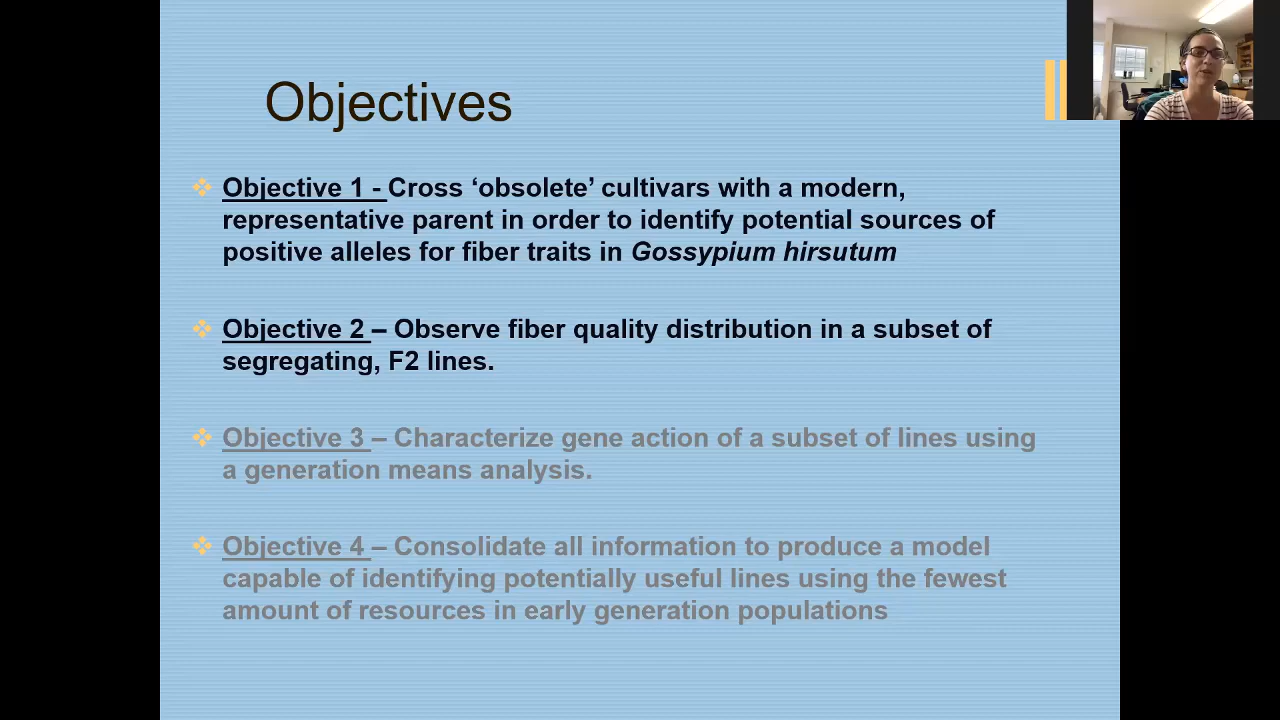 Objectives
Objective 1 - Cross ‘obsolete’ cultivars with a modern,
representative parent in order to identify potential sources of
positive alleles for fiber traits in Gossypium hirsutum
Objective 2 – Observe fiber quality distribution in a subset of
segregating, F2 lines.
Objective 3 – Characterize gene action of a subset of lines using
a generation means analysis.
Objective 4 – Consolidate all information to produce a model
capable of identifying potentially useful lines using the fewest
amount of resources in early generation populations